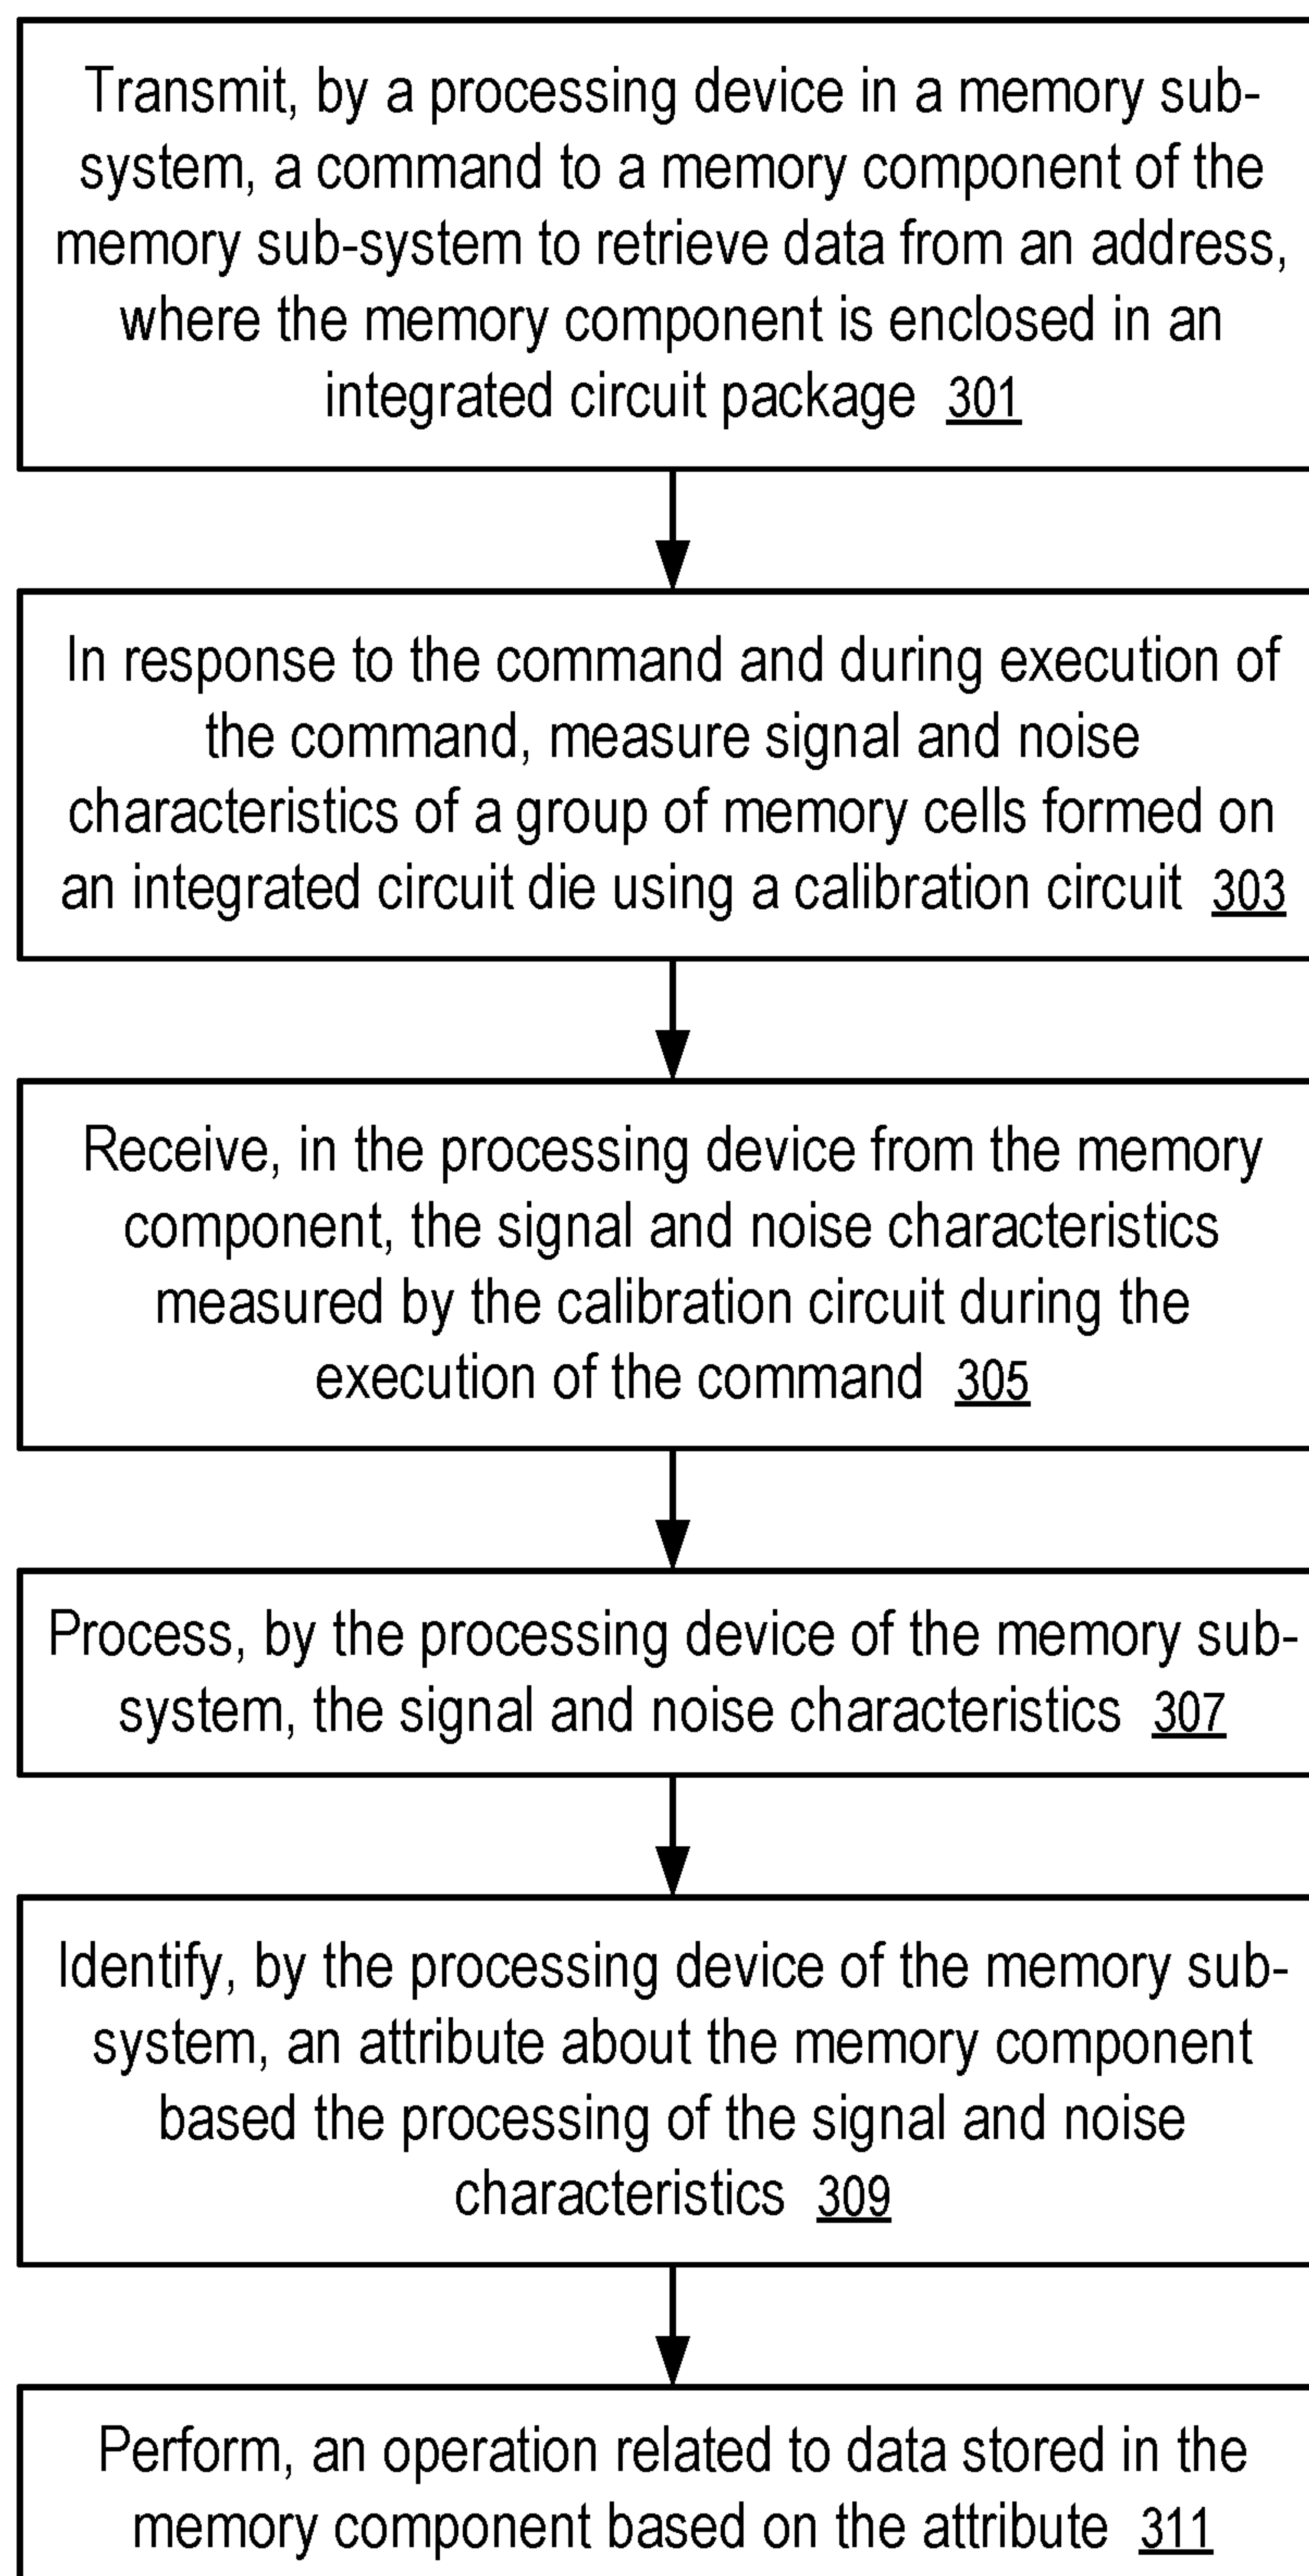 Transmit, by a processing device in a memory sub-
system, a command to a memory component of the
memory sub-system to retrieve data from an address,
where the memory component is enclosed in an
integrated circuit package 301
In response to the command and during execution of
the command, measure signal and noise
characteristics of a group of memory cells formed on
an integrated circuit die using a calibration circuit 303
Receive, in the processing device from the memory
component, the signal and noise characteristics
measured by the calibration circuit during the
execution of the command 305
Process, by the processing device of the memory sub-
system, the signal and noise characteristics 307
Identify, by the processing device of the memory sub-
system, an attribute about the memory component
based the processing of the signal and noise
characteristics 309
Perform, an operation related to data stored in the
memory component based on the attribute 311